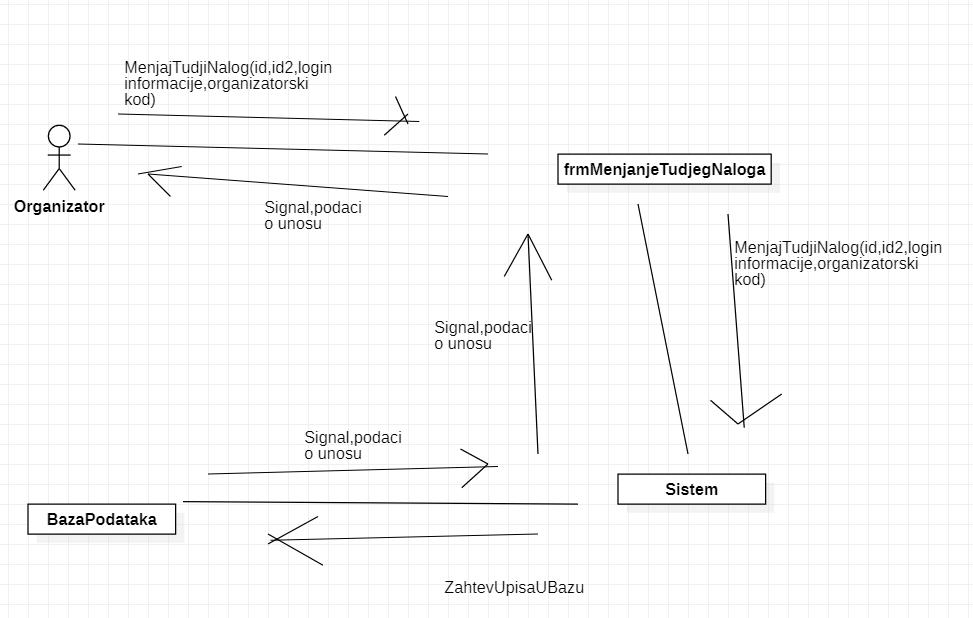 MenjajTudjiNalog(id,id2,login
informacije,organizatorski
kod)
frmMenjanjeTudjegNaloga
Organizator
Signal,podaci
o unosu
MenjajTudjiNalog(id,id2,login
informacije,organizatorski
kod)
Signal,podaci
o unosu
Signal,podaci
o unosu
Sistem
BazaPodataka
ZahtevUpisaUBazu